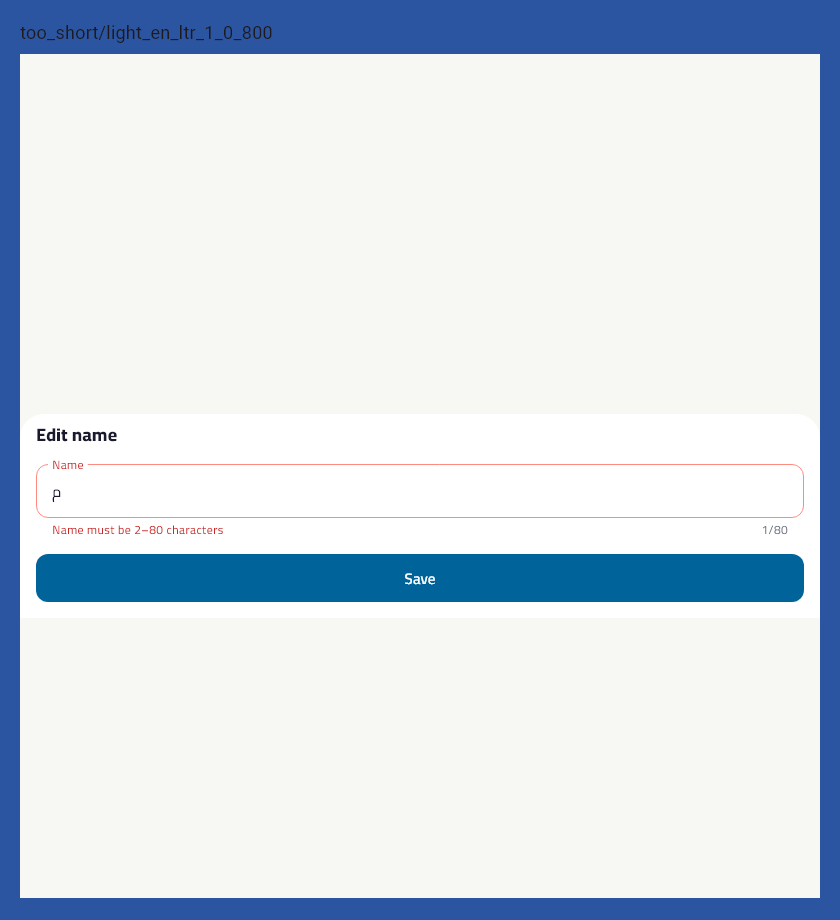 too_short/light_en_ltr_1_0_800
Edit name
Name
م
Name must be 2–80 characters
1/80
Save